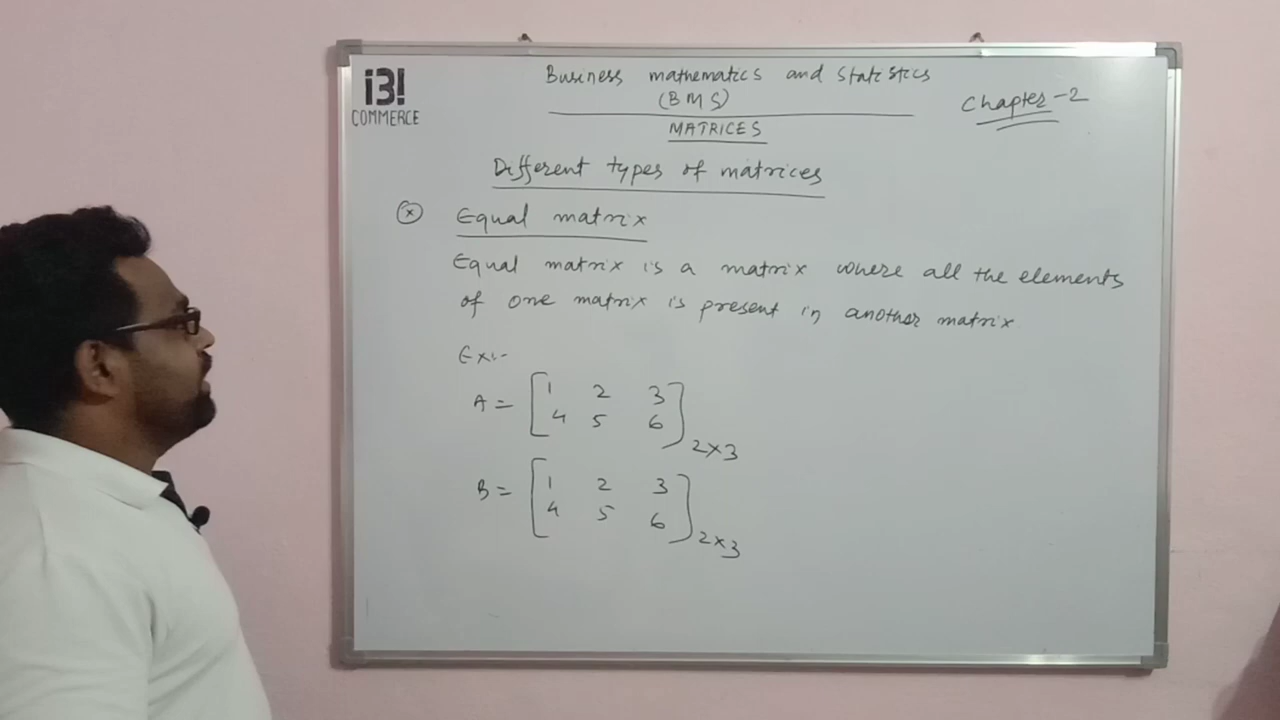 i3!
COMMERCE
Business mathematics and Statistics
(BMS)
Chapter-2
MATRICES
Different types of matrices
(x) Equal matrix
Equal matrix is a matrix where all the elements
of one matrix is present in another matrix
Ex:-
A = [1 2 3
4 5 6] 2×3
B = [1 2 3
4 5 6] 2×3